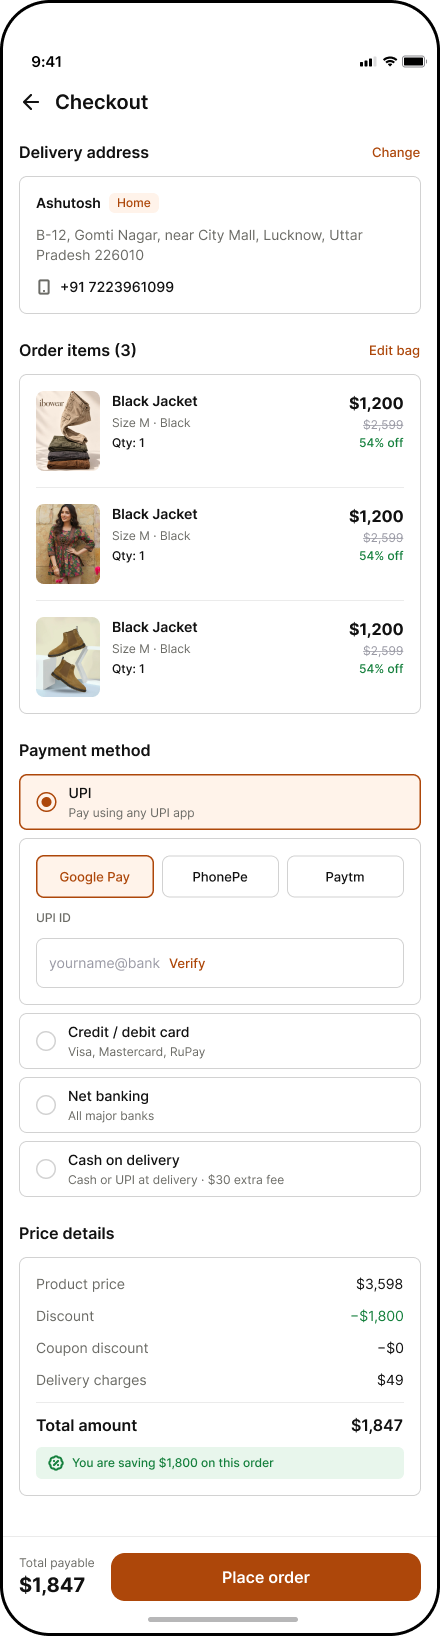 9:41
Checkout
Delivery address
Change
Ashutosh
Home
B-12, Gomti Nagar, near City Mall, Lucknow, Uttar
Pradesh 226010
+91 7223961099
Order items (3)
Edit bag
ibowear
Black Jacket
$1,200
Size M · Black
$2,599
Qty: 1
54% off
Black Jacket
$1,200
Size M · Black
$2,599
Qty: 1
54% off
Black Jacket
$1,200
Size M · Black
$2,599
Qty: 1
54% off
Payment method
UPI
Pay using any UPI app
Google Pay
PhonePe
Paytm
UPI ID
yourname@bank
Verify
Credit / debit card
Visa, Mastercard, RuPay
Net banking
All major banks
Cash on delivery
Cash or UPI at delivery · $30 extra fee
Price details
Product price
$3,598
Discount
−$1,800
Coupon discount
−$0
Delivery charges
$49
Total amount
$1,847
You are saving $1,800 on this order
Total payable
$1,847
Place order